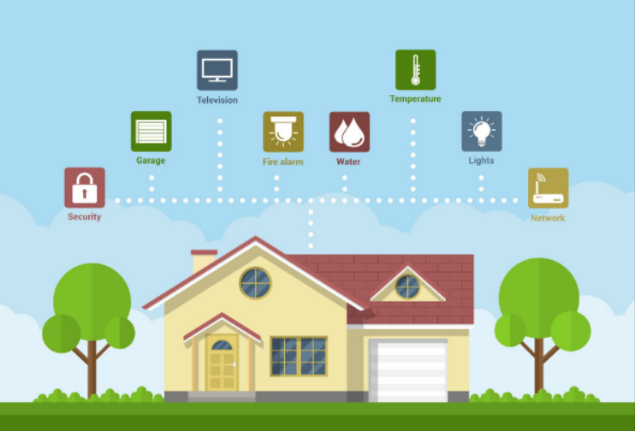 Television
Temperature
Garage
Fire alarm
Water
Lights
Security
Network